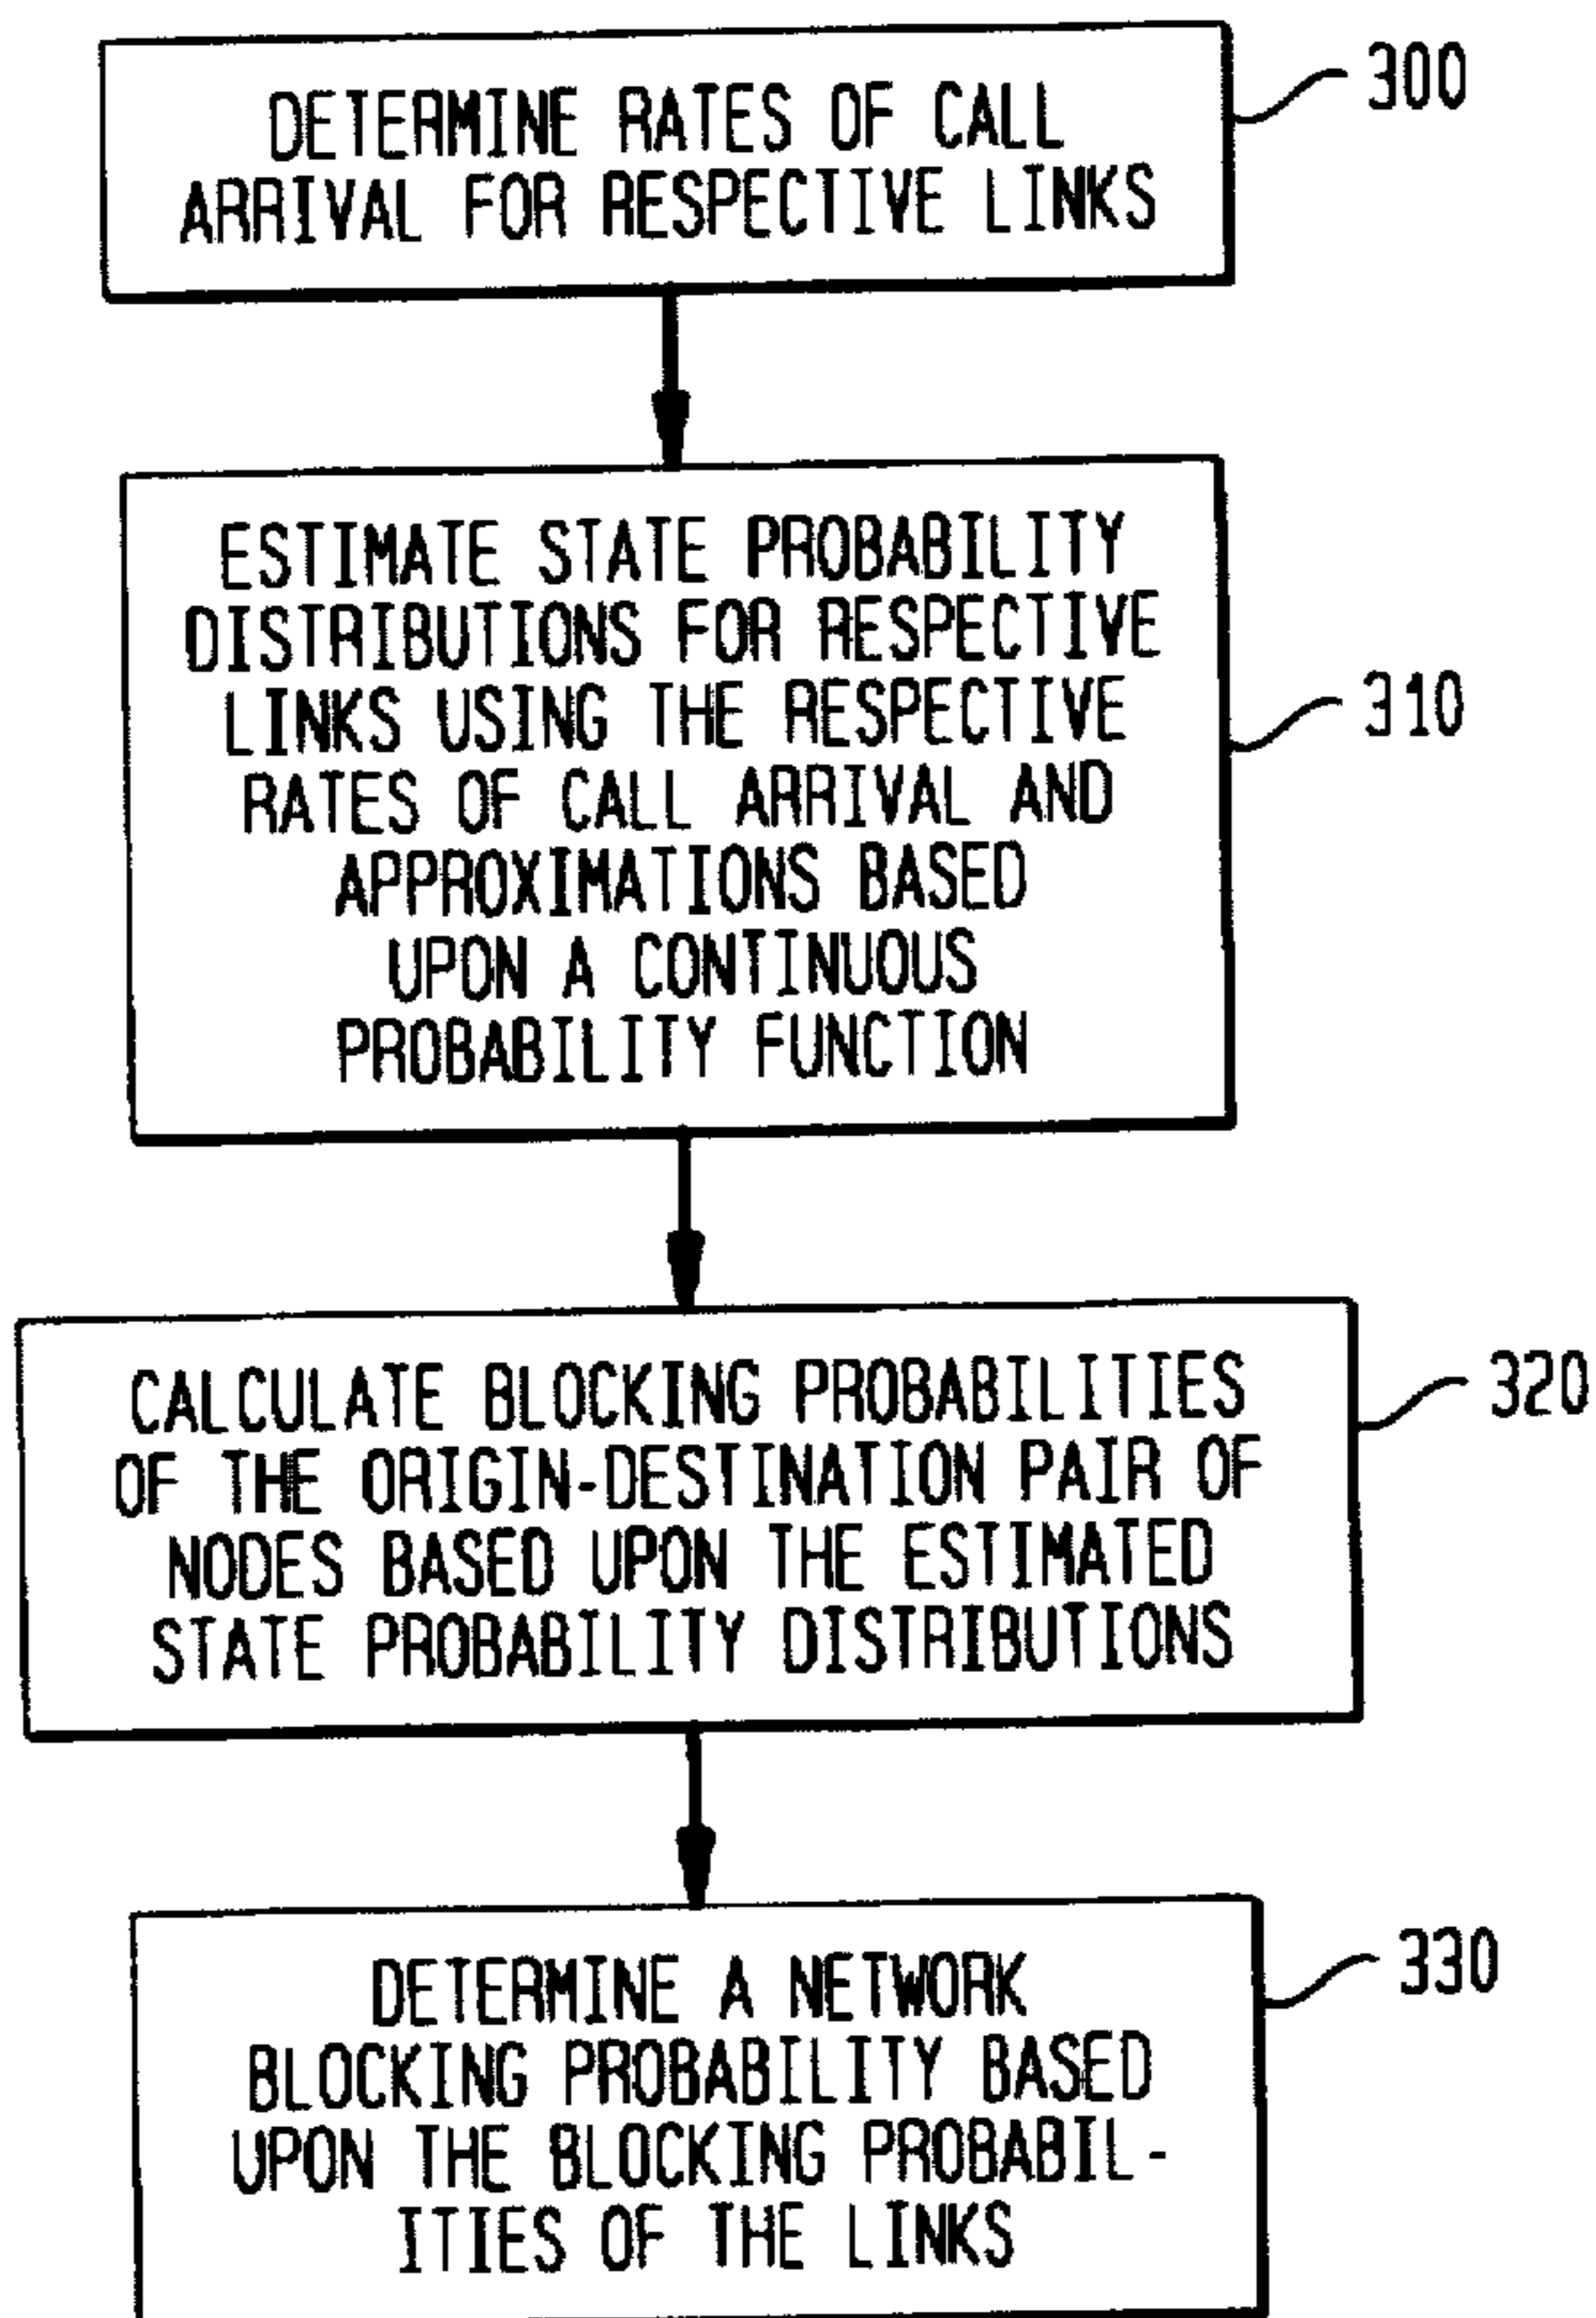 DETERMINE RATES OF CALL
ARRIVAL FOR RESPECTIVE LINKS
300
ESTIMATE STATE PROBABILITY
DISTRIBUTIONS FOR RESPECTIVE
LINKS USING THE RESPECTIVE
RATES OF CALL ARRIVAL AND
APPROXIMATIONS BASED
UPON A CONTINUOUS
PROBABILITY FUNCTION
310
CALCULATE BLOCKING PROBABILITIES
OF THE ORIGIN-DESTINATION PAIR OF
NODES BASED UPON THE ESTIMATED
STATE PROBABILITY DISTRIBUTIONS
320
DETERMINE A NETWORK
BLOCKING PROBABILITY BASED
UPON THE BLOCKING PROBABIL-
ITIES OF THE LINKS
330